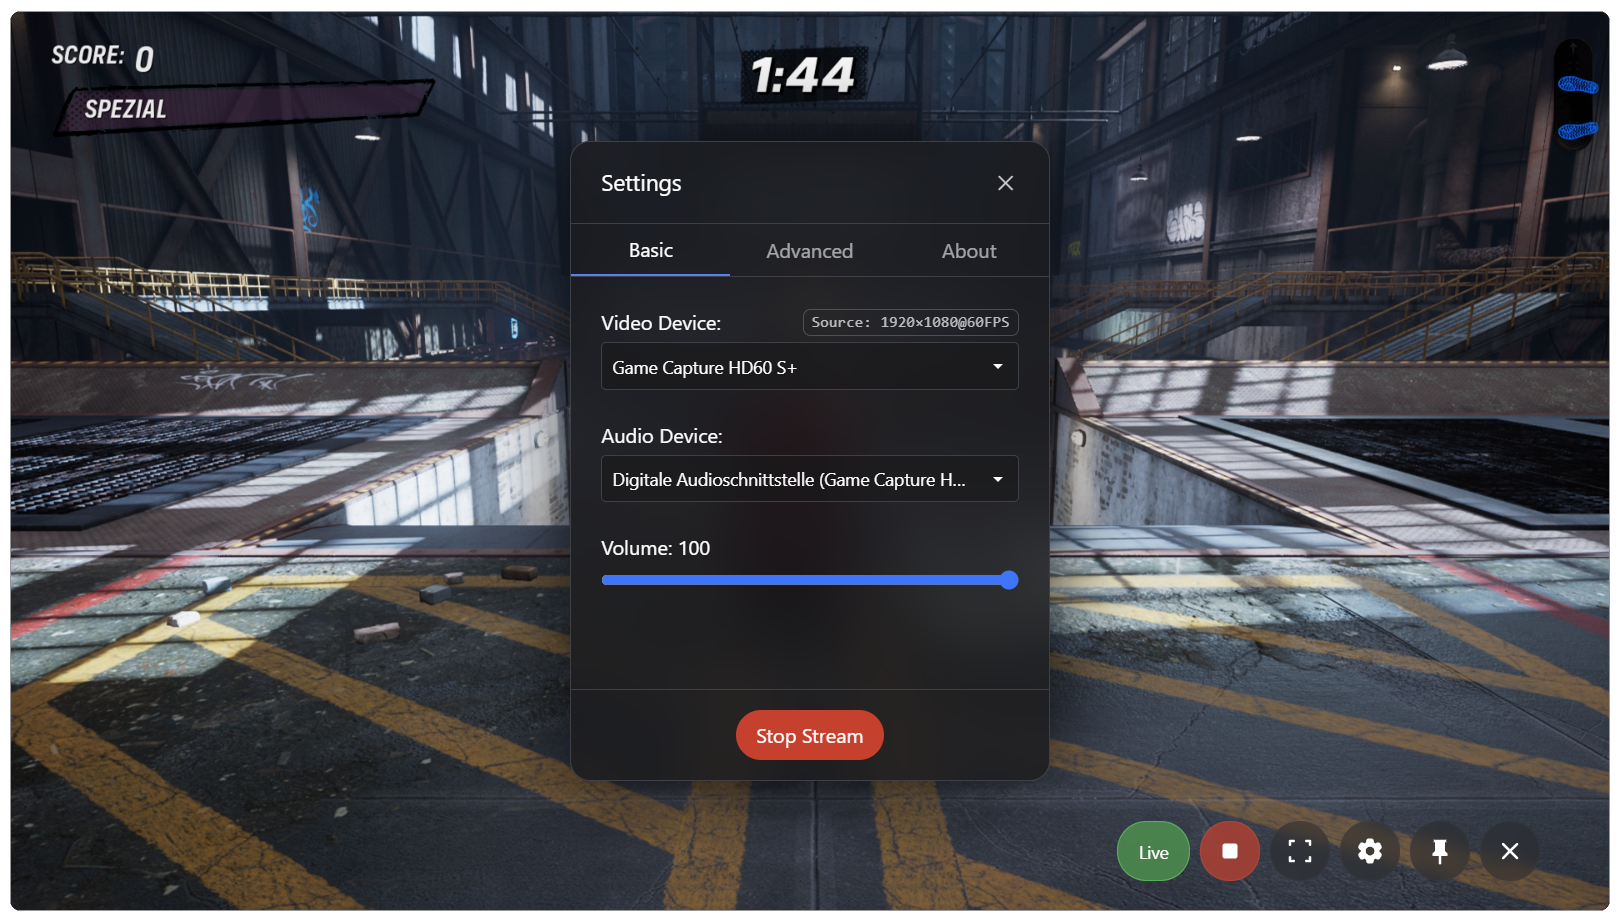 SCORE: 0
SPEZIAL
1:44
Settings
Basic
Advanced
About
Video Device:
Source: 1920×1080@60FPS
Game Capture HD60 S+
Audio Device:
Digitale Audioschnittstelle (Game Capture H...
Volume: 100
Stop Stream
Live